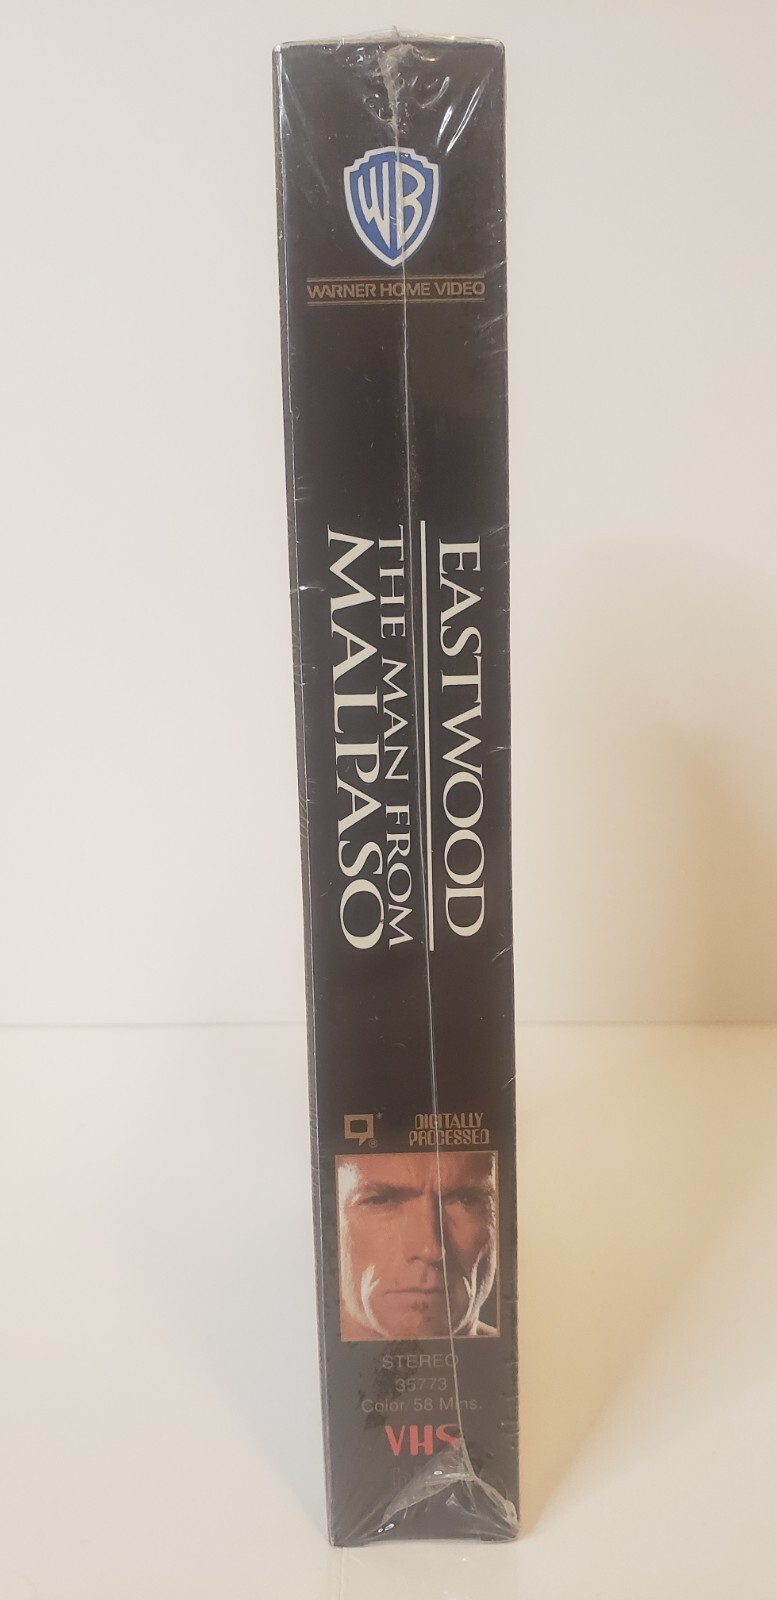 WB
WARNER HOME VIDEO
EASTWOOD
THE MAN FROM
MALPASO
DIGITALLY
PROCESSED
STEREO
35773
Color/58 Mins.
VHS